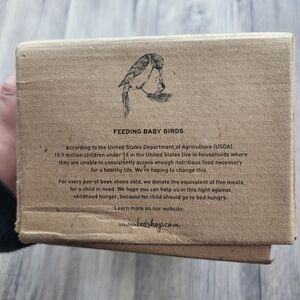 FEEDING BABY BIRDS
According to the United States Department of Agriculture (USDA),
15.9 million children under 18 in the United States live in households where
they are unable to consistently access enough nutritious food necessary
for a healthy life. We're hoping to change this.
For every pair of beek shoes sold, we donate the equivalent of five meals
for a child in need. We hope you can help us in this fight against
childhood hunger, because no child should go to bed hungry.
Learn more on our website.